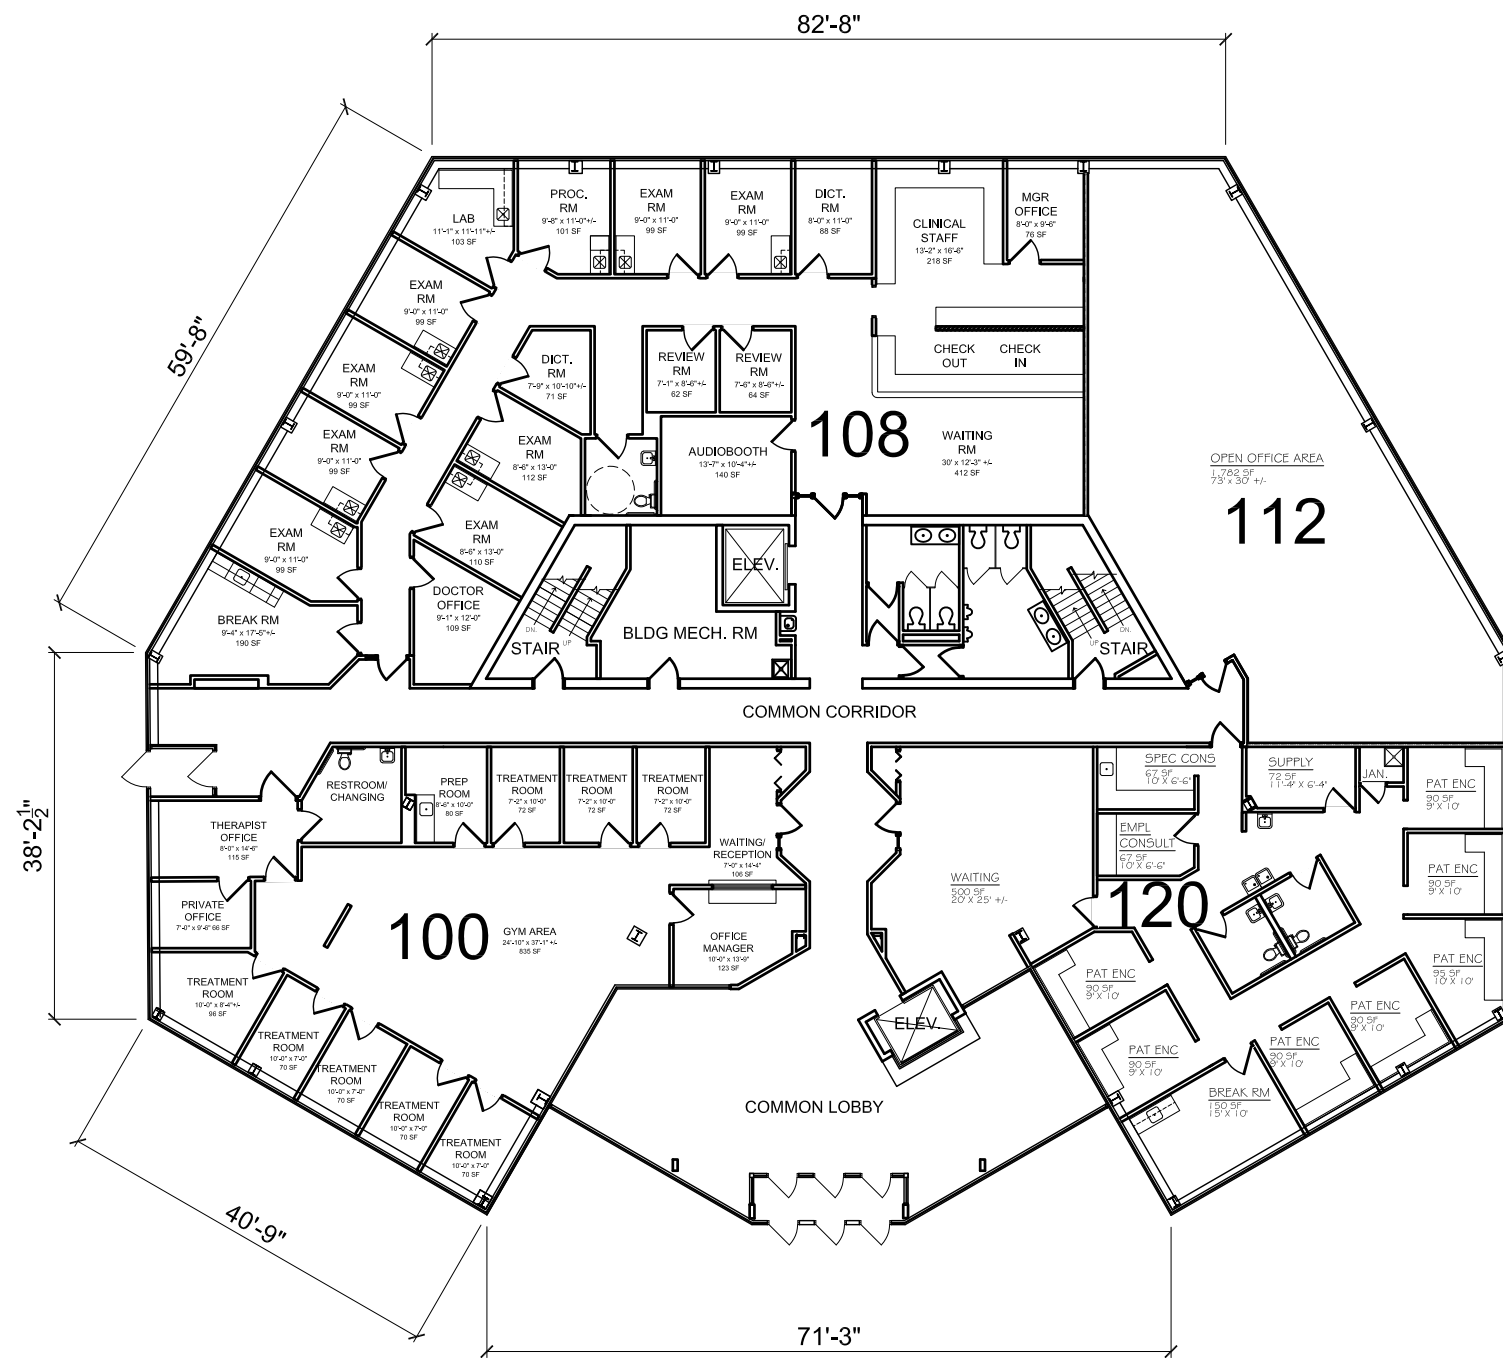 82'-8"
59'-8"
38'-2 1/2"
40'-9"
71'-3"
LAB
11'-1" x 11'-11"+/-
103 SF
PROC.
RM
9'-8" x 11'-0"+/-
101 SF
EXAM
RM
9'-0" x 11'-0"
99 SF
EXAM
RM
9'-0" x 11'-0"
99 SF
DICT.
RM
8'-0" x 11'-0"
88 SF
CLINICAL
STAFF
13'-2" x 16'-6"
218 SF
MGR
OFFICE
8'-0" x 9'-6"
76 SF
EXAM
RM
9'-0" x 11'-0"
99 SF
EXAM
RM
9'-0" x 11'-0"
99 SF
EXAM
RM
9'-0" x 11'-0"
99 SF
EXAM
RM
9'-0" x 11'-0"
99 SF
BREAK RM
9'-4" x 17'-5"+/-
190 SF
DICT.
RM
7'-9" x 10'-10"+/-
71 SF
REVIEW
RM
7'-1" x 8'-6"+/-
62 SF
REVIEW
RM
7'-6" x 8'-6"+/-
64 SF
CHECK
OUT
CHECK
IN
EXAM
RM
8'-6" x 13'-0"
112 SF
AUDIOBOOTH
13'-7" x 10'-4"+/-
140 SF
108
WAITING
RM
30' x 12'-3" +/-
412 SF
OPEN OFFICE AREA
1,782 SF
73' x 30' +/-
112
EXAM
RM
8'-6" x 13'-0"
110 SF
DOCTOR
OFFICE
9'-1" x 12'-0"
109 SF
ELEV.
DN.
UP
STAIR
BLDG MECH. RM
DN.
UP
STAIR
COMMON CORRIDOR
RESTROOM/
CHANGING
PREP
ROOM
8'-6" x 10'-0"
80 SF
TREATMENT
ROOM
7'-2" x 10'-0"
72 SF
TREATMENT
ROOM
7'-2" x 10'-0"
72 SF
TREATMENT
ROOM
7'-2" x 10'-0"
72 SF
THERAPIST
OFFICE
8'-0" x 14'-6"
115 SF
WAITING/
RECEPTION
7'-0" x 14'-4"
106 SF
PRIVATE
OFFICE
7'-0" x 9'-6" 66 SF
100
GYM AREA
24'-10" x 37'-1" +/-
835 SF
OFFICE
MANAGER
10'-0" x 13'-9"
123 SF
TREATMENT
ROOM
10'-0" x 8'-4"+/-
96 SF
TREATMENT
ROOM
10'-0" x 7'-0"
70 SF
TREATMENT
ROOM
10'-0" x 7'-0"
70 SF
TREATMENT
ROOM
10'-0" x 7'-0"
70 SF
TREATMENT
ROOM
10'-0" x 7'-0"
70 SF
WAITING
500 SF
20' X 25' +/-
ELEV.
COMMON LOBBY
SPEC CONS
67 SF
10' X 6'-6"
SUPPLY
72 SF
11'-4" X 6'-4"
JAN.
PAT ENC
90 SF
9' X 10'
EMPL
CONSULT
67 SF
10' X 6'-6"
120
PAT ENC
90 SF
9' X 10'
PAT ENC
95 SF
10' X 10'
PAT ENC
90 SF
9' X 10'
PAT ENC
90 SF
9' X 10'
PAT ENC
90 SF
9' X 10'
PAT ENC
90 SF
9' X 10'
BREAK RM
150 SF
15' X 10'